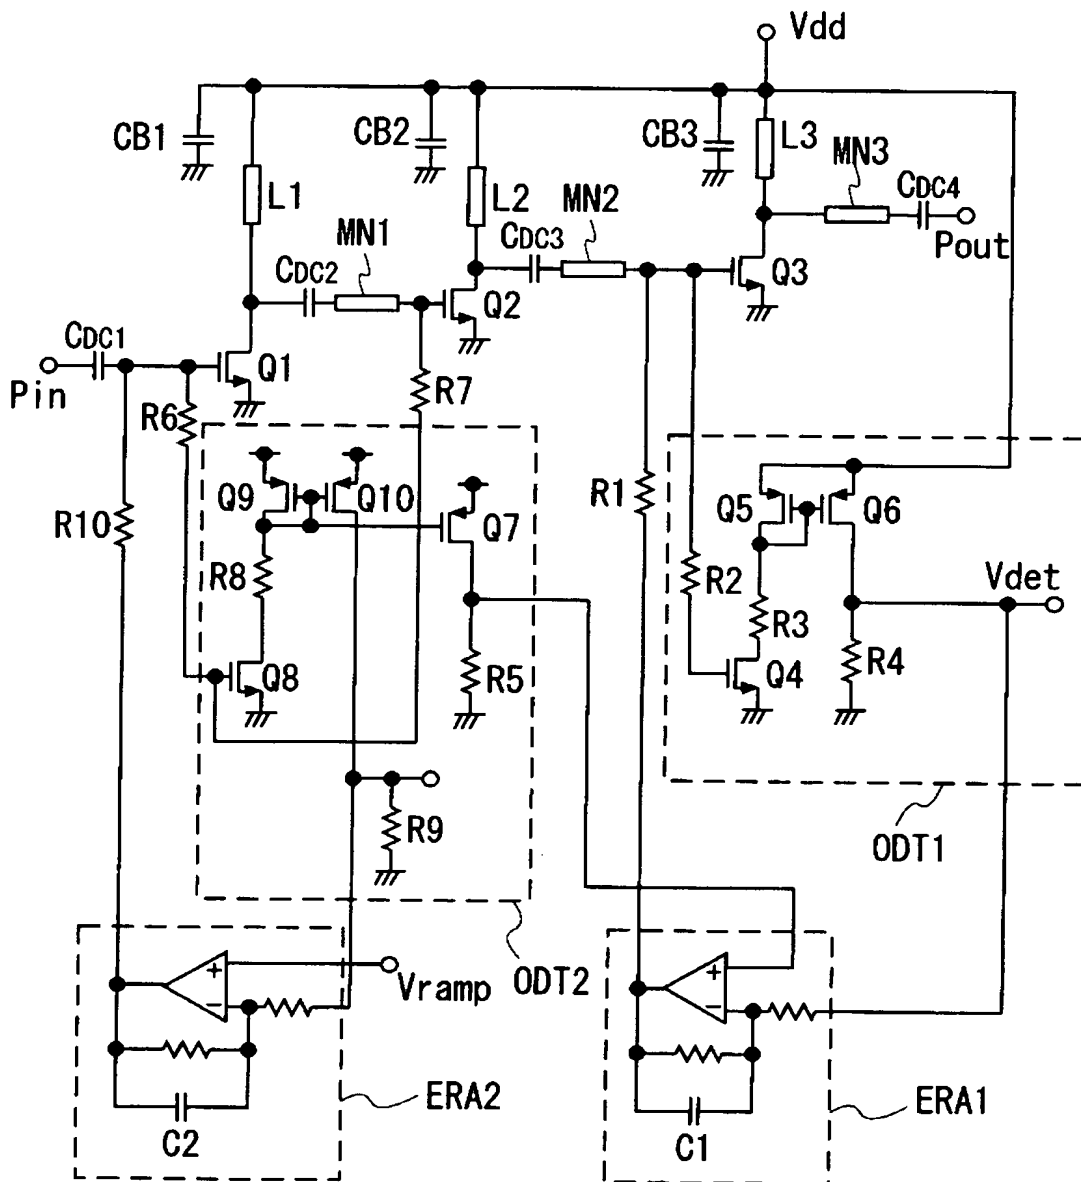 Vdd
CB1
CB2
CB3
L3
MN3
L1
L2
MN2
CDC4
MN1
CDC3
Pout
CDC2
Q3
Q2
CDC1
Q1
Pin
R7
R6
R1
Q9
Q10
Q5
Q6
R10
Q7
R8
R2
Vdet
R3
Q8
R5
Q4
R4
R9
ODT1
+
Vramp
ODT2
+
−
−
ERA2
ERA1
C2
C1